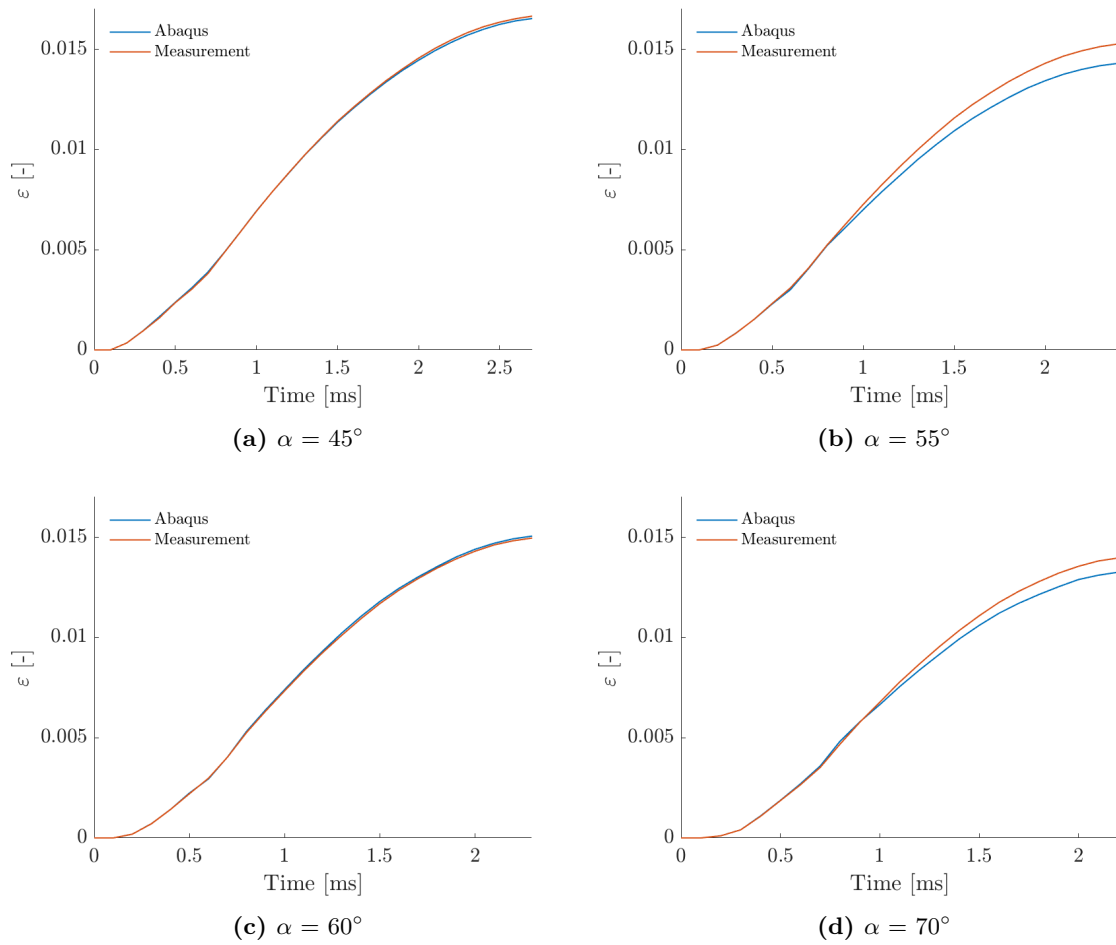 Abaqus
Measurement
0.015
0.01
0.005
0
ε [-]
0 0.5 1 1.5 2 2.5
Time [ms]
(a) α = 45°
Abaqus
Measurement
0.015
0.01
0.005
0
ε [-]
0 0.5 1 1.5 2
Time [ms]
(b) α = 55°
Abaqus
Measurement
0.015
0.01
0.005
0
ε [-]
0 0.5 1 1.5 2
Time [ms]
(c) α = 60°
Abaqus
Measurement
0.015
0.01
0.005
0
ε [-]
0 0.5 1 1.5 2
Time [ms]
(d) α = 70°